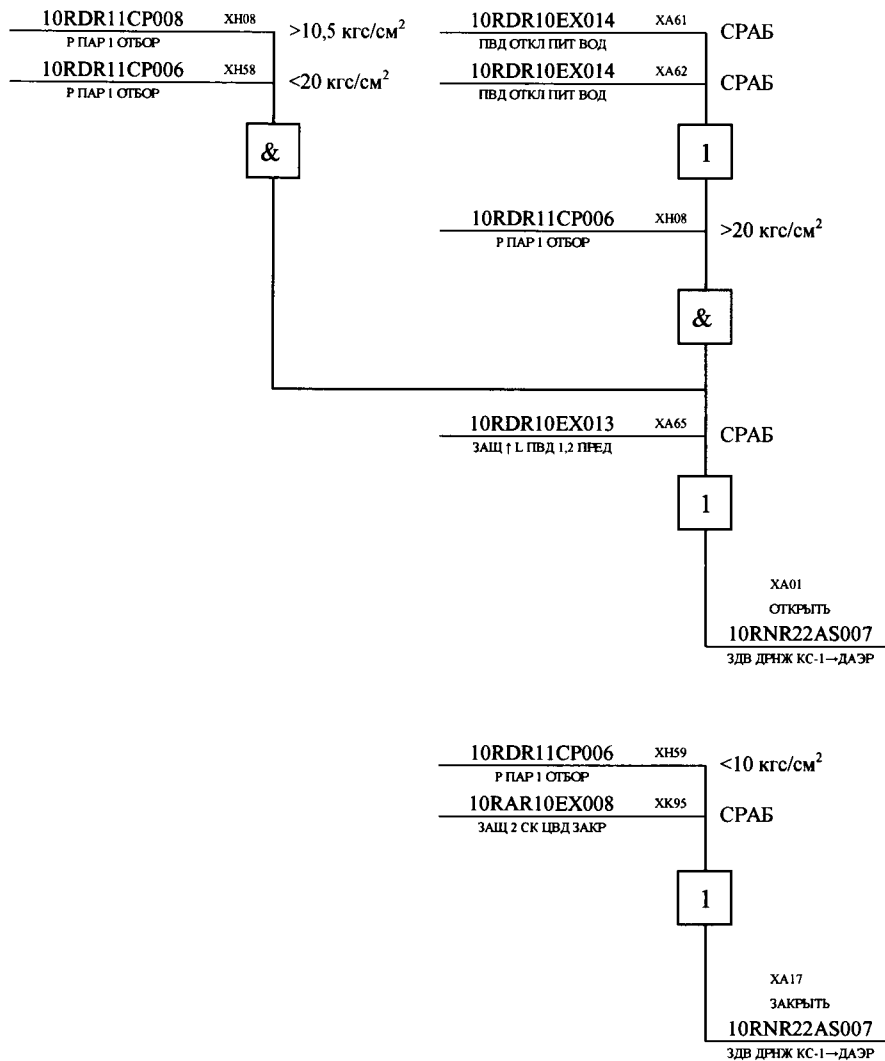 10RDR11CP008 XH08 >10,5 кгс/см²
Р ПАР 1 ОТБОР
10RDR11CP006 XH58 <20 кгс/см²
Р ПАР 1 ОТБОР
&
10RDR10EX014 XA61 СРАБ
ПВД ОТКЛ ПИТ ВОД
10RDR10EX014 XA62 СРАБ
ПВД ОТКЛ ПИТ ВОД
1
10RDR11CP006 XH08 >20 кгс/см²
Р ПАР 1 ОТБОР
&
10RDR10EX013 XA65 СРАБ
ЗАЩ ↑ L ПВД 1,2 ПРЕД
1
XA01
ОТКРЫТЬ
10RNR22AS007
ЗДВ ДРНЖ КС-1→ДАЭР
10RDR11CP006 XH59 <10 кгс/см²
Р ПАР 1 ОТБОР
10RAR10EX008 XK95 СРАБ
ЗАЩ 2 СК ЦВД ЗАКР
1
XA17
ЗАКРЫТЬ
10RNR22AS007
ЗДВ ДРНЖ КС-1→ДАЭР